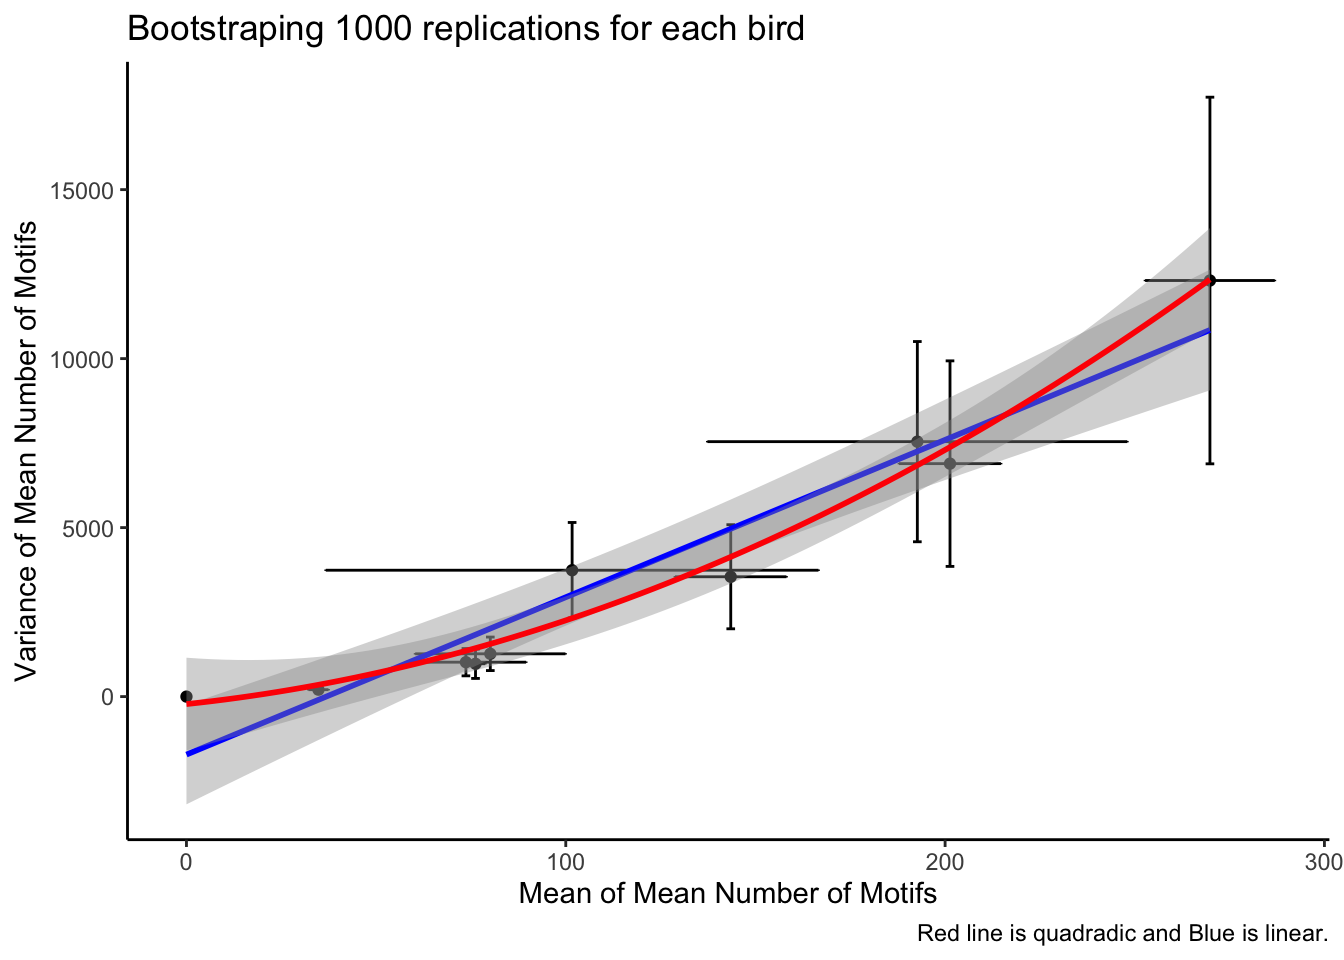 Bootstraping 1000 replications for each bird
Variance of Mean Number of Motifs
15000
10000
5000
0
0 100 200 300
Mean of Mean Number of Motifs
Red line is quadradic and Blue is linear.